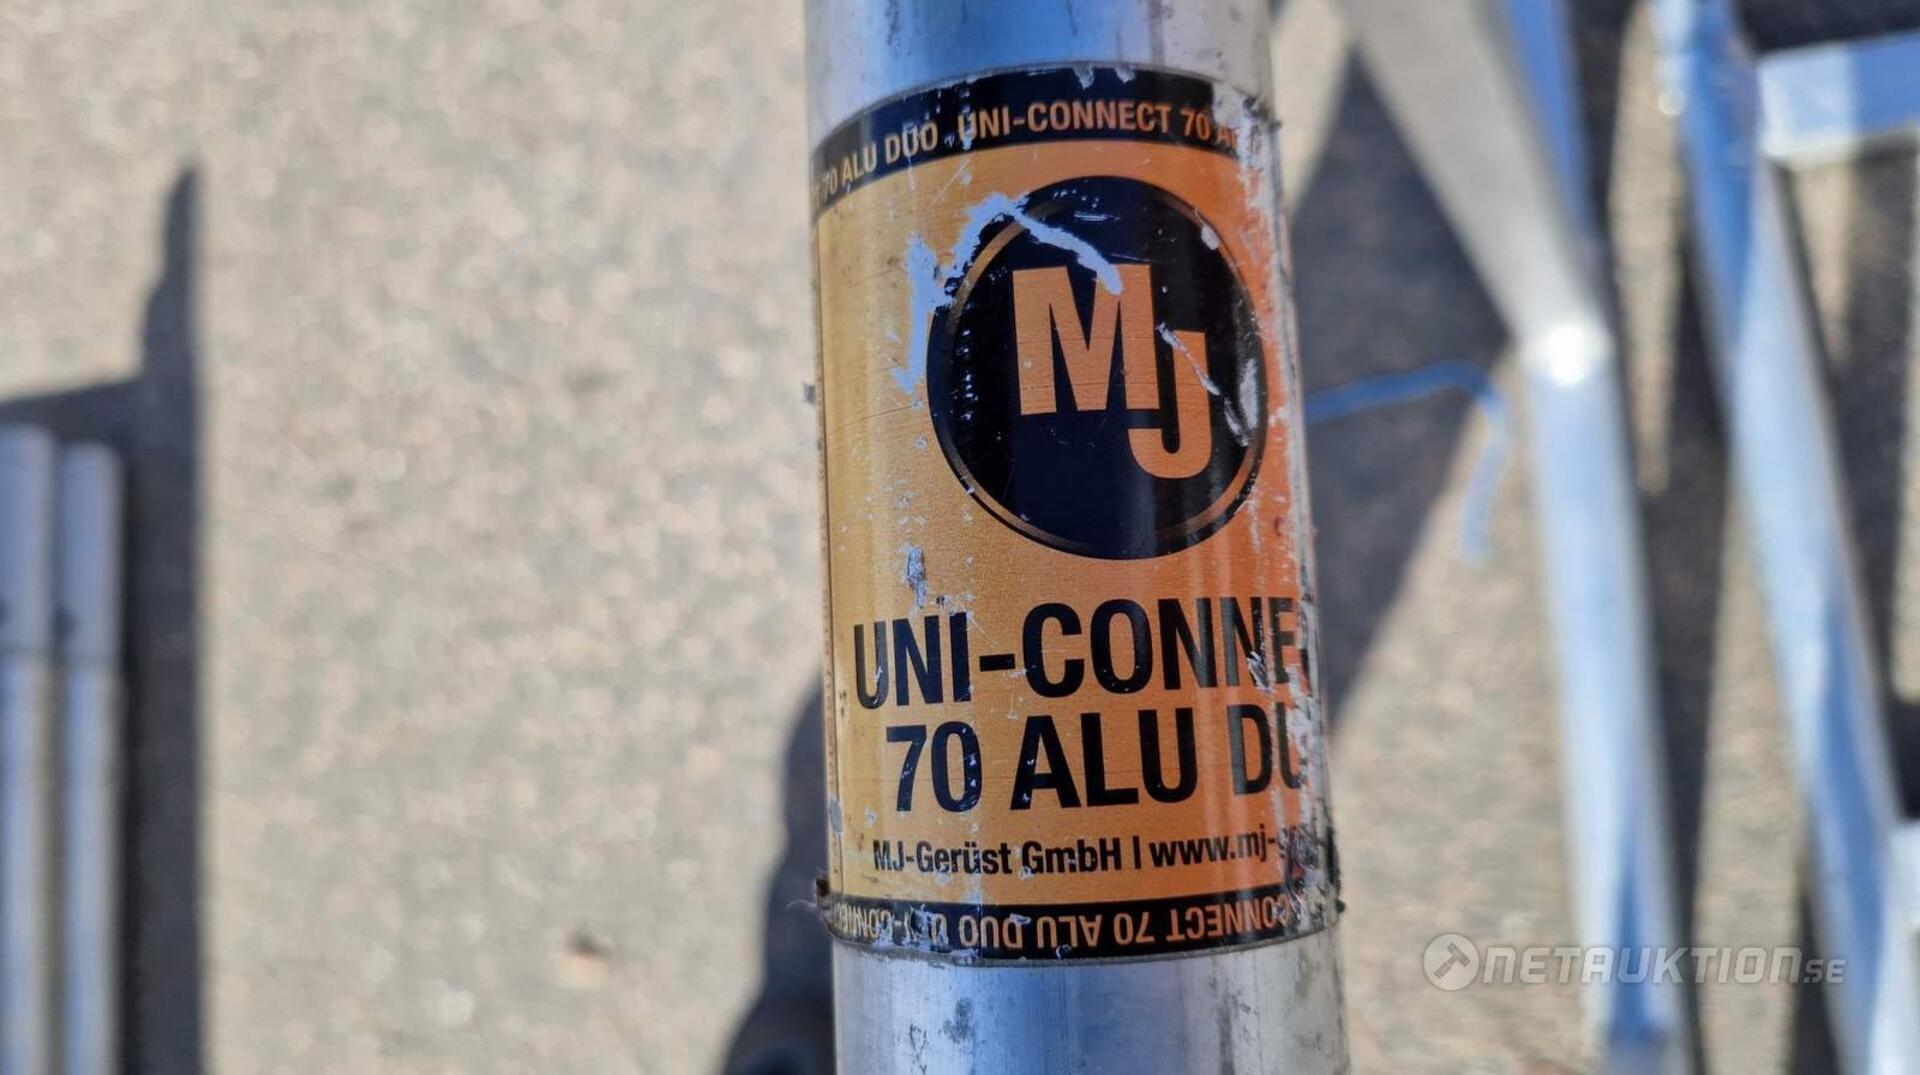 70 ALU DUO UNI-CONNECT 70
MJ
UNI-CONNE
70 ALU DU
MJ-Gerüst GmbH | www.mj-
CONNECT 70 ALU DUO
NETAUKTION.SE